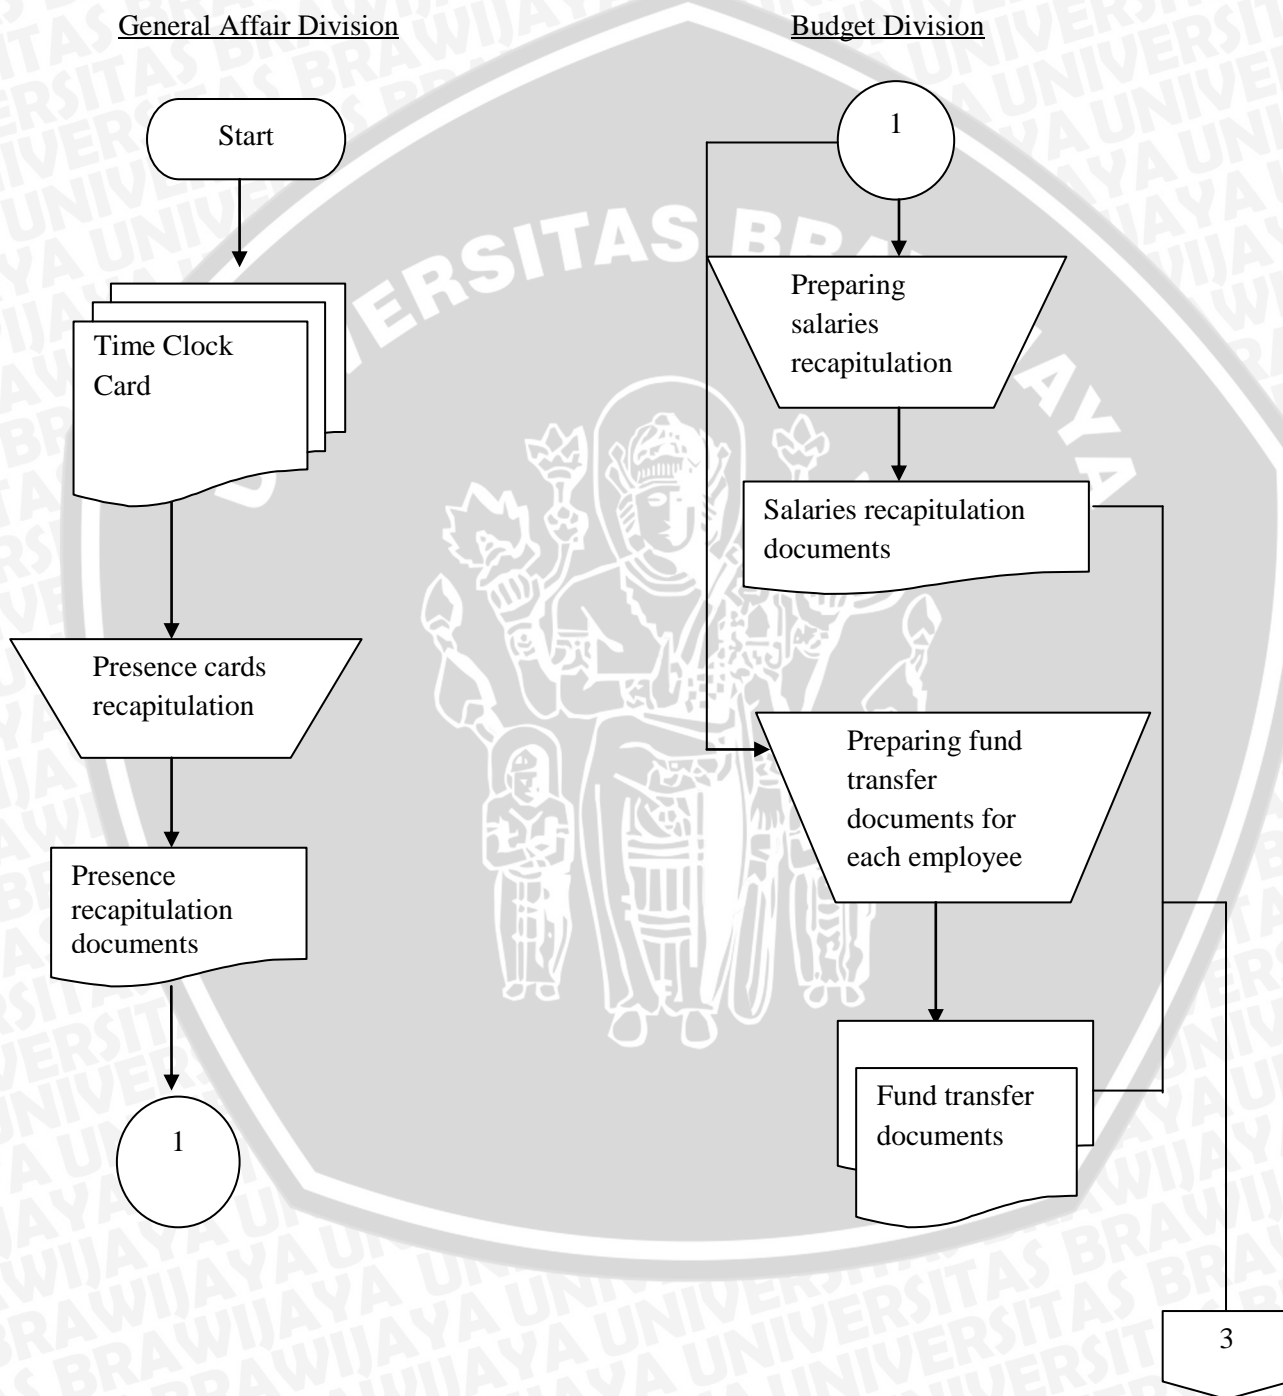 General Affair Division
Start
Time Clock
Card
Presence cards
recapitulation
Presence
recapitulation
documents
1
Budget Division
1
Preparing
salaries
recapitulation
Salaries recapitulation
documents
Preparing fund
transfer
documents for
each employee
Fund transfer
documents
3